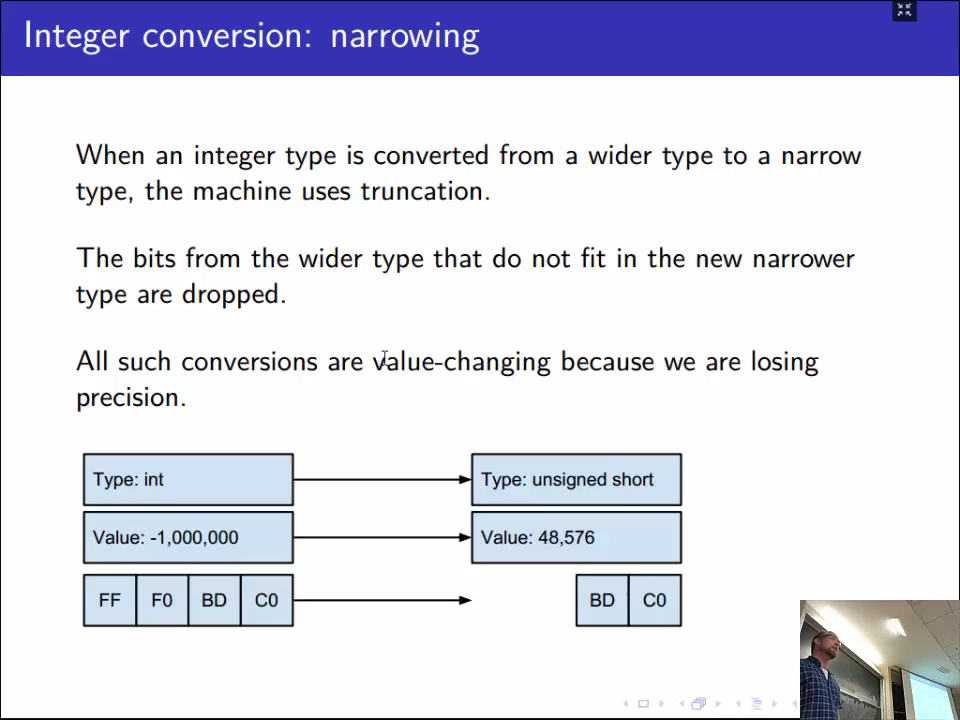 Integer conversion: narrowing
When an integer type is converted from a wider type to a narrow
type, the machine uses truncation.
The bits from the wider type that do not fit in the new narrower
type are dropped.
All such conversions are value-changing because we are losing
precision.
Type: int
Type: unsigned short
Value: -1,000,000
Value: 48,576
FF F0 BD C0
BD C0